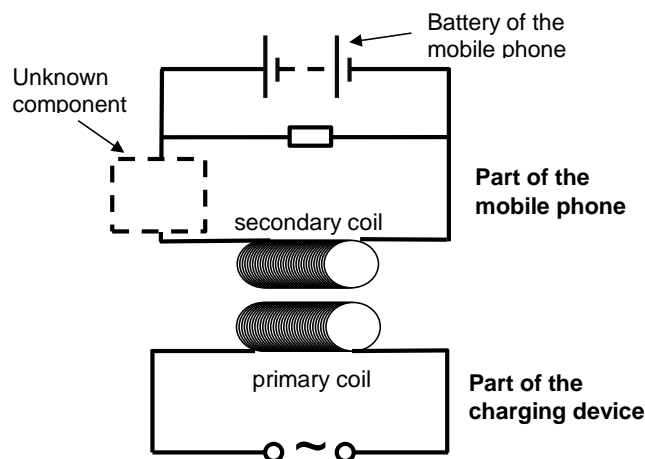 Battery of the
mobile phone
Unknown
component
Part of the
mobile phone
secondary coil
primary coil
Part of the
charging device
~